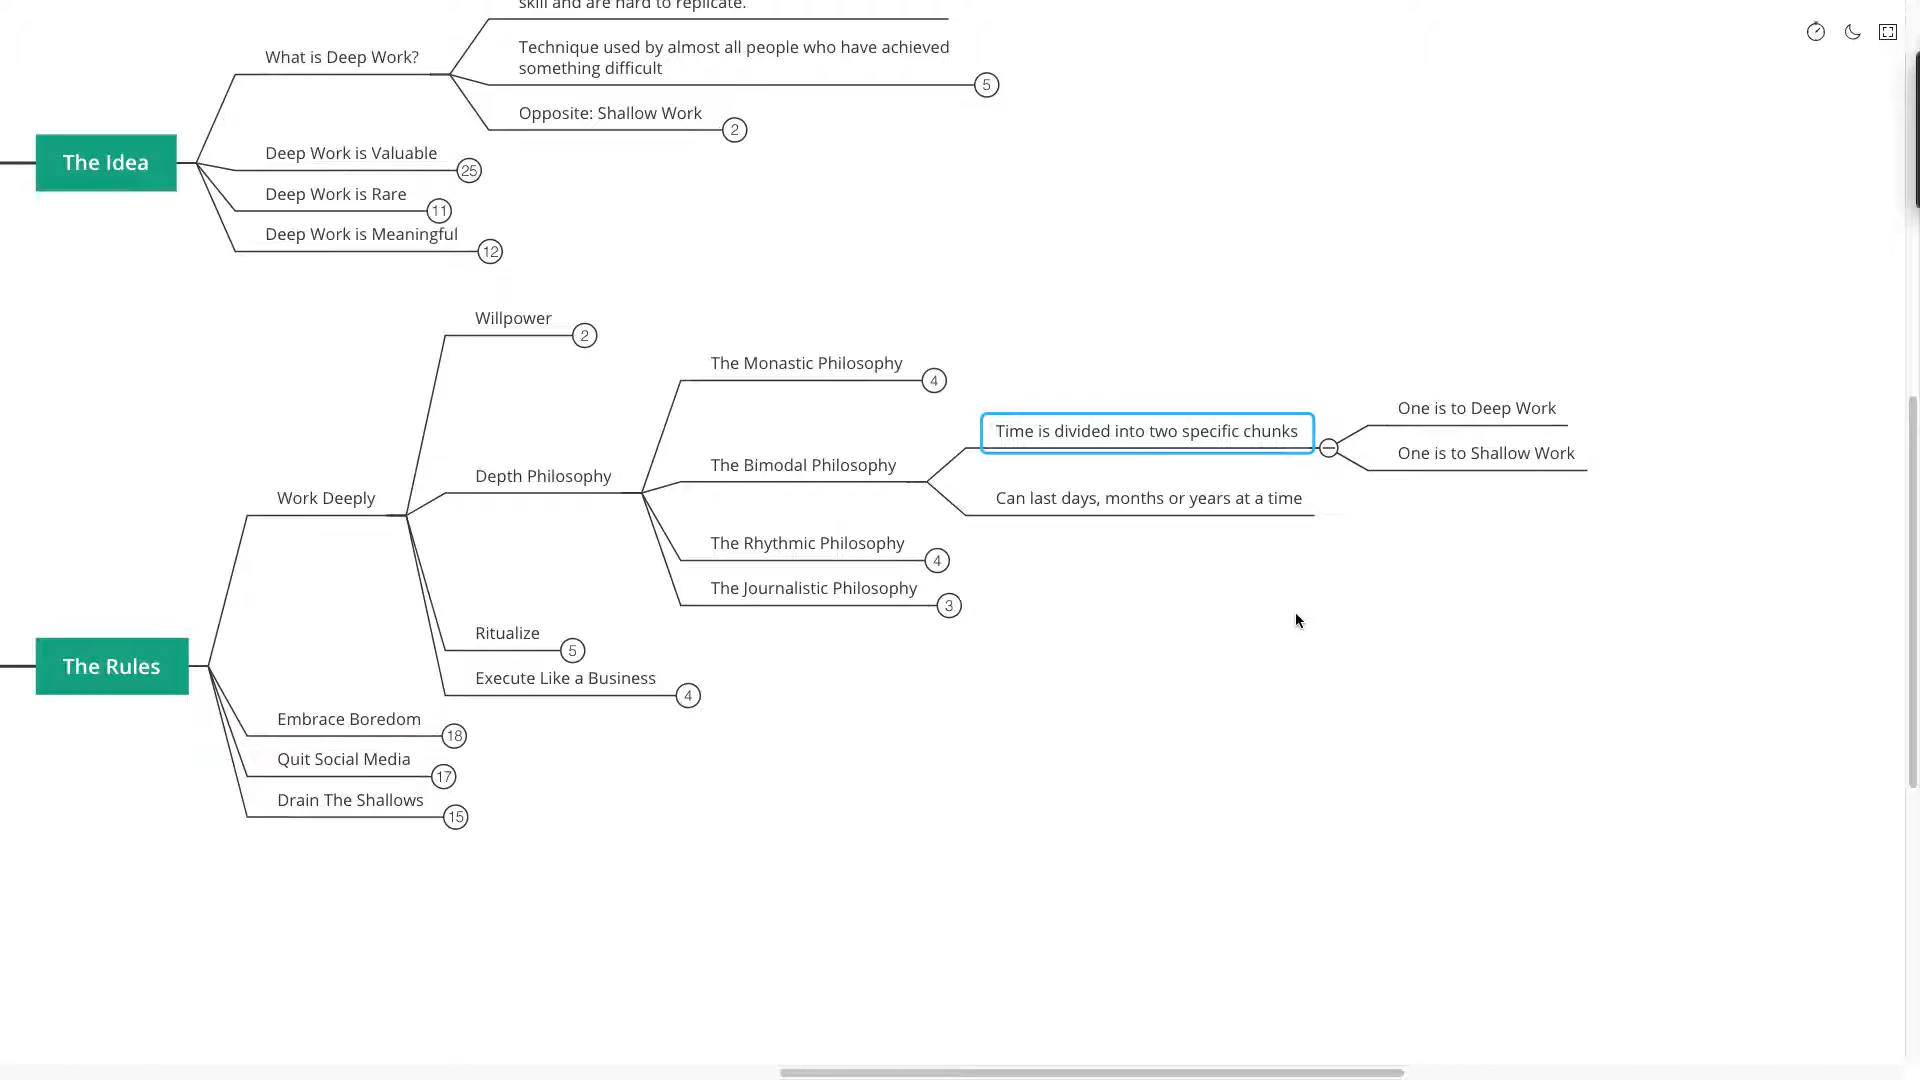 skill and are hard to replicate.
What is Deep Work?
Technique used by almost all people who have achieved
something difficult
5
Opposite: Shallow Work
2
The Idea
Deep Work is Valuable
25
Deep Work is Rare
11
Deep Work is Meaningful
12
Willpower
2
The Monastic Philosophy
4
Time is divided into two specific chunks
One is to Deep Work
One is to Shallow Work
The Bimodal Philosophy
Can last days, months or years at a time
Depth Philosophy
Work Deeply
The Rhythmic Philosophy
4
The Journalistic Philosophy
3
Ritualize
5
The Rules
Execute Like a Business
4
Embrace Boredom
18
Quit Social Media
17
Drain The Shallows
15